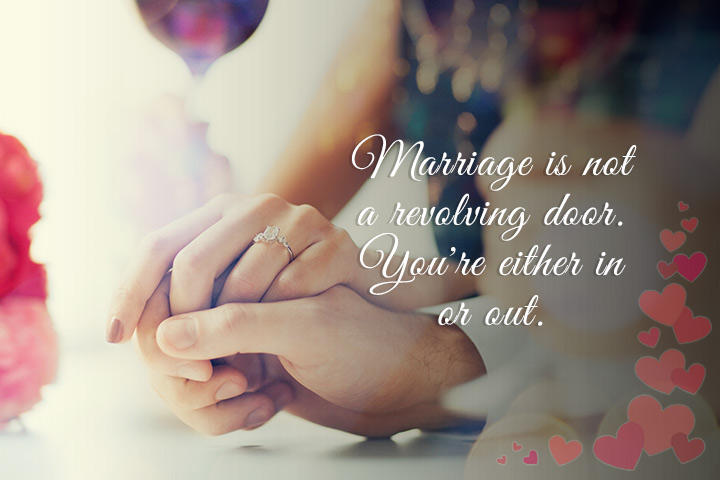 Marriage is not
a revolving door.
You're either in
or out.